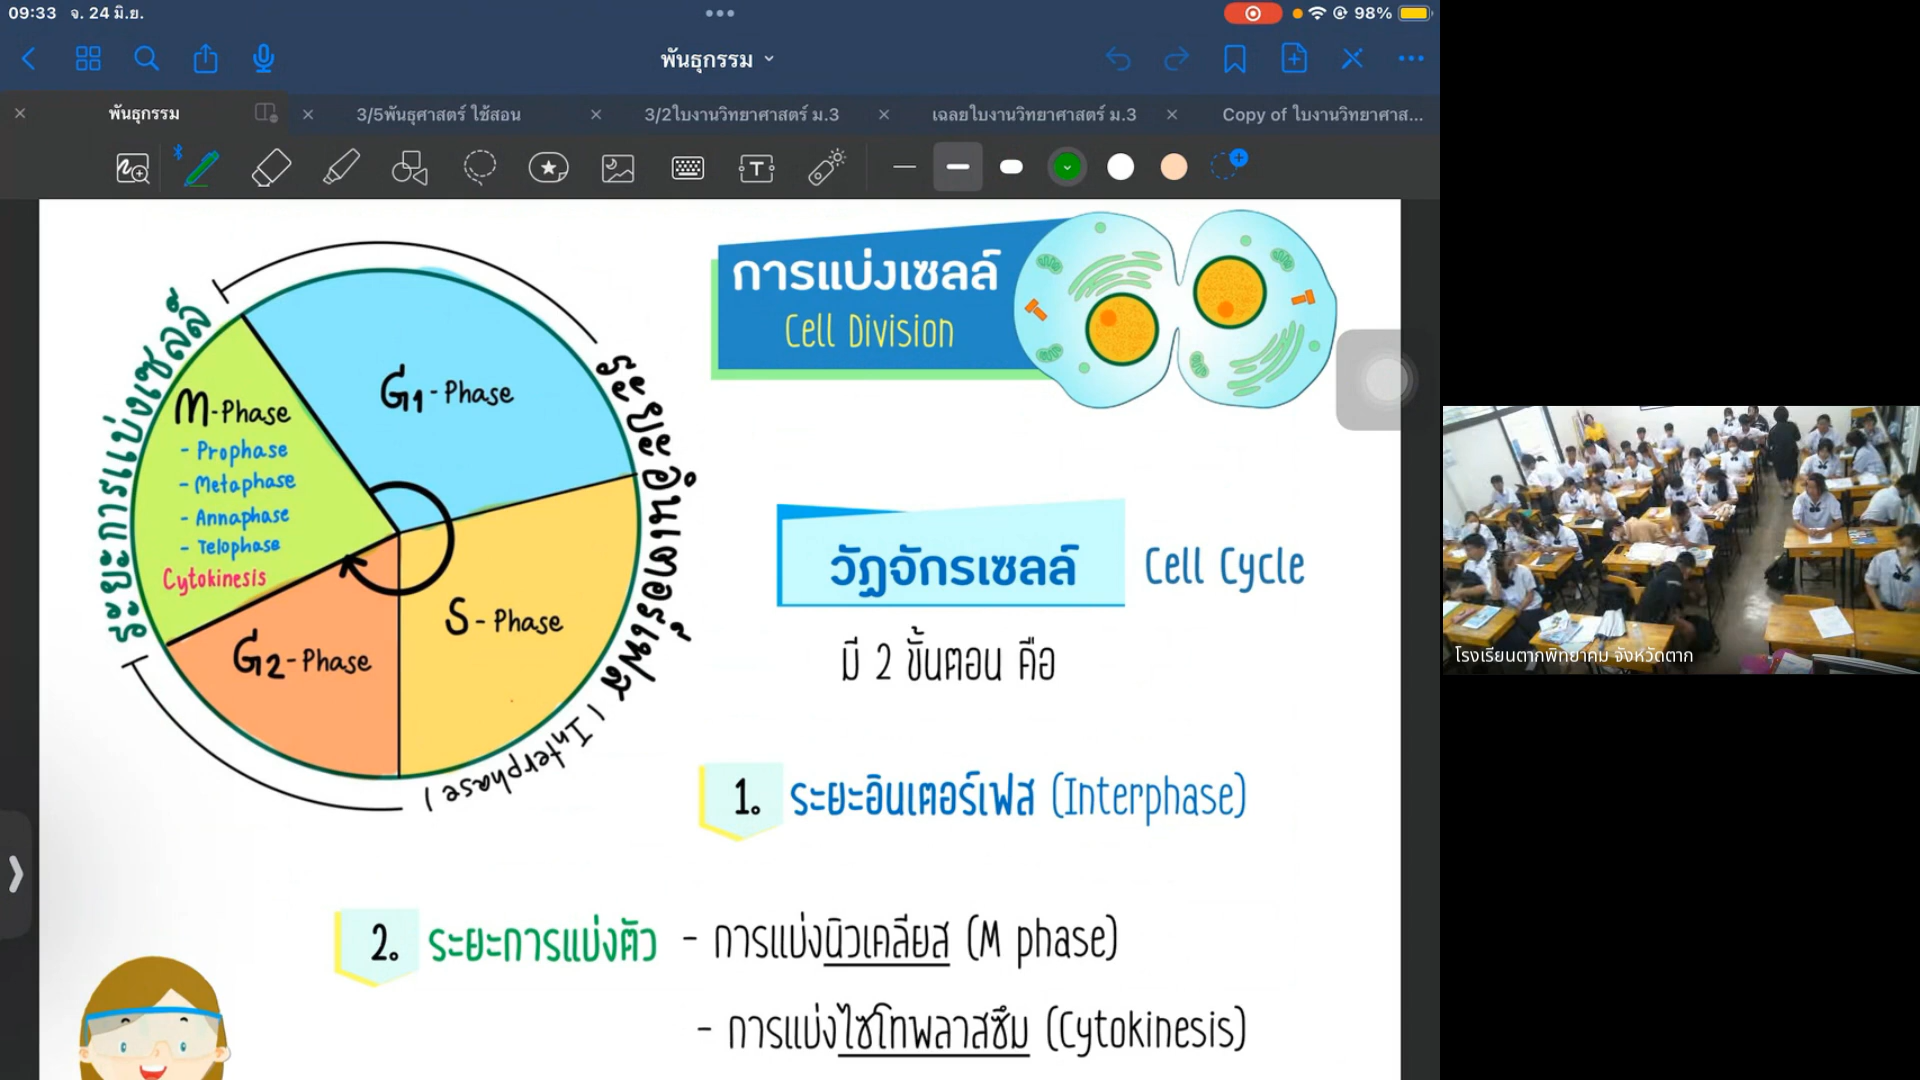 09:33 จ. 24 มิ.ย.
98%
พันธุกรรม
พันธุกรรม
3/5พันธุศาสตร์ ใช้สอน
3/2ใบงานวิทยาศาสตร์ ม.3
เฉลยใบงานวิทยาศาสตร์ ม.3
Copy of ใบงานวิทยาศาส...
การแบ่งเซลล์
Cell Division
ระยะการแบ่งเซลล์
G1-Phase
M-Phase
- Prophase
- Metaphase
- Annaphase
- Telophase
Cytokinesis
G2-Phase
S-Phase
ระยะอินเตอร์เฟส (Interphase)
วัฏจักรเซลล์ Cell Cycle
มี 2 ขั้นตอน คือ
1. ระยะอินเตอร์เฟส (Interphase)
2. ระยะการแบ่งตัว - การแบ่งนิวเคลียส (M phase)
- การแบ่งไซโทพลาสซึม (Cytokinesis)
โรงเรียนตากพิทยาคม จังหวัดตาก